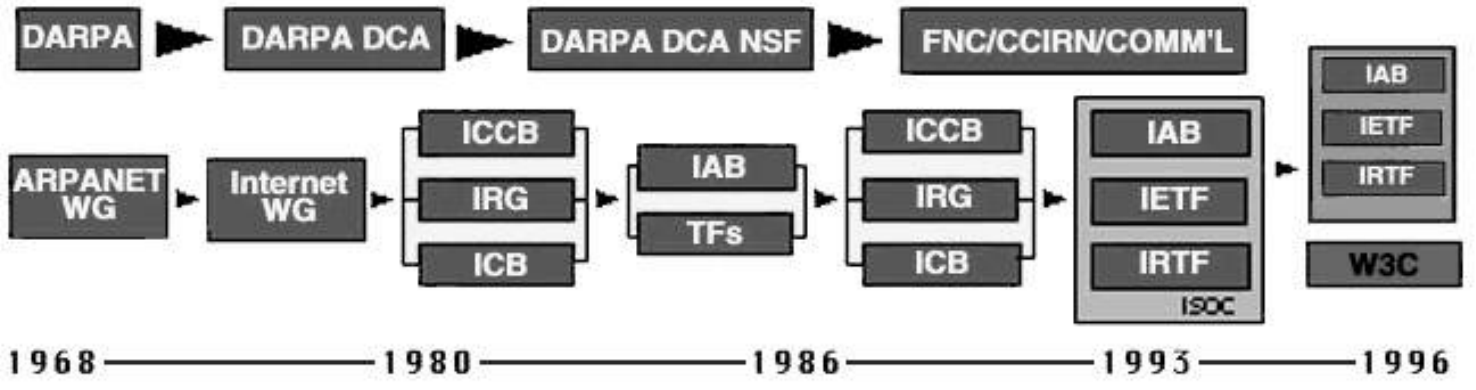 DARPA
DARPA DCA
DARPA DCA NSF
FNC/CCIRN/COMM'L
ARPANET
WG
Internet
WG
ICCB
IRG
ICB
IAB
TFs
ICCB
IRG
ICB
IAB
IETF
IRTF
ISOC
IAB
IETF
IRTF
W3C
1968
1980
1986
1993
1996